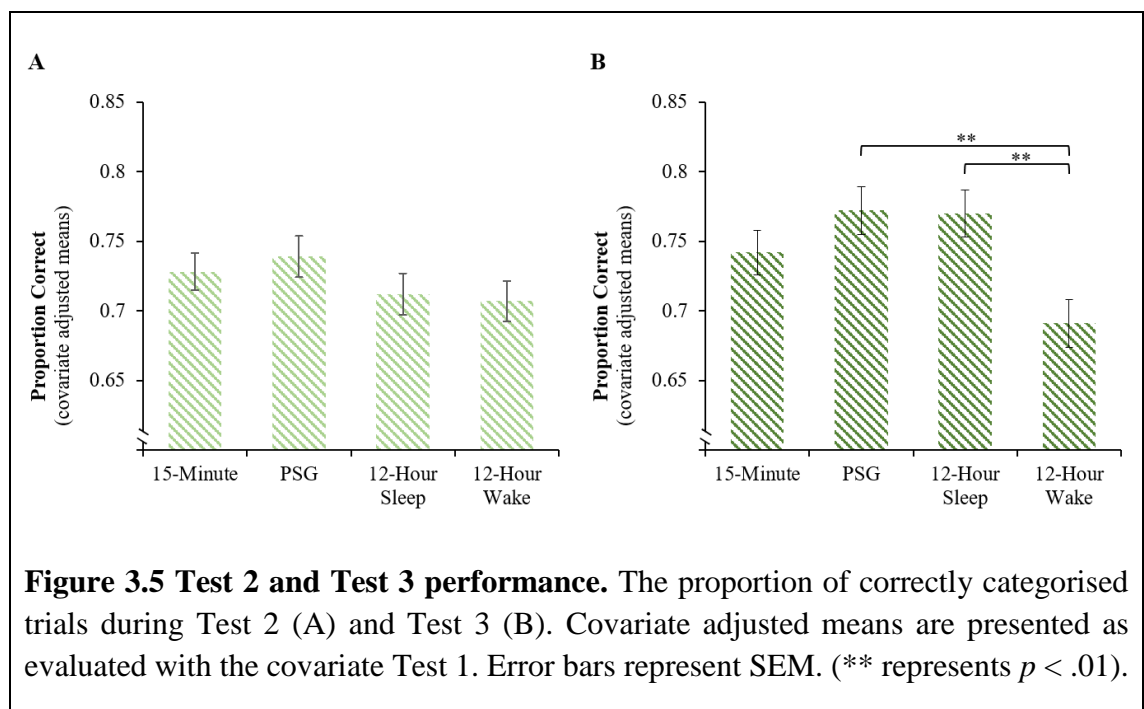 A
B
0.85
0.8
0.75
0.7
0.65
Proportion Correct
(covariate adjusted means)
15-Minute
PSG
12-Hour
Sleep
12-Hour
Wake
0.85
0.8
0.75
0.7
0.65
Proportion Correct
(covariate adjusted means)
**
**
15-Minute
PSG
12-Hour
Sleep
12-Hour
Wake
Figure 3.5 Test 2 and Test 3 performance. The proportion of correctly categorised
trials during Test 2 (A) and Test 3 (B). Covariate adjusted means are presented as
evaluated with the covariate Test 1. Error bars represent SEM. (** represents p < .01).